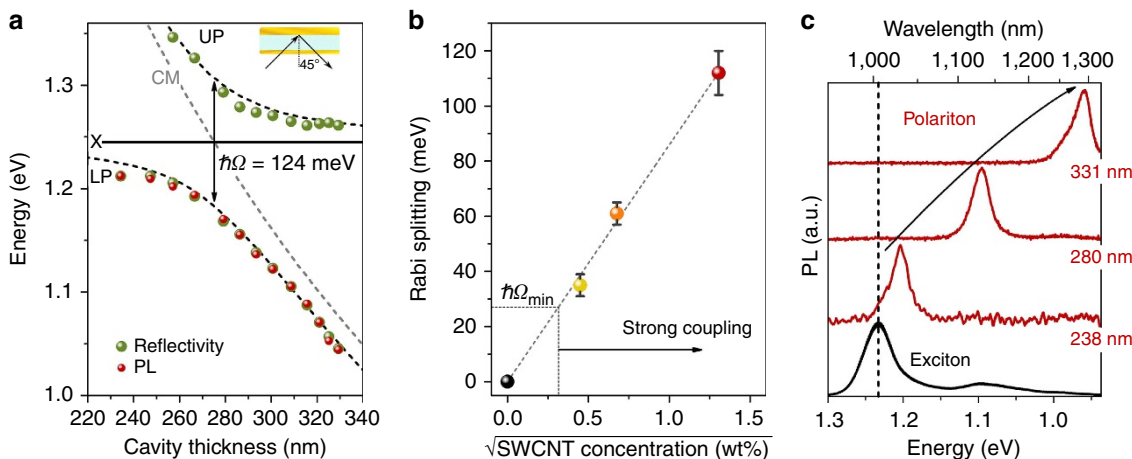 a
UP
CM
45°
X
LP
ħΩ = 124 meV
Reflectivity
PL
1.3
1.2
1.1
1.0
Energy (eV)
220 240 260 280 300 320 340
Cavity thickness (nm)
b
120
100
80
60
40
20
0
Rabi splitting (meV)
ħΩmin
Strong coupling
0.0 0.5 1.0 1.5
√SWCNT concentration (wt%)
c
Wavelength (nm)
1,000 1,100 1,200 1,300
Polariton
331 nm
280 nm
238 nm
Exciton
PL (a.u.)
1.3 1.2 1.1 1.0
Energy (eV)